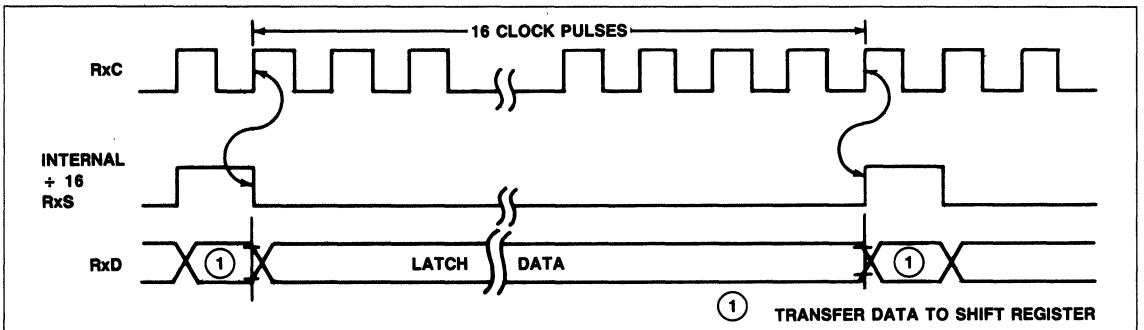 16 CLOCK PULSES
RxC
INTERNAL
÷ 16
RxS
RxD
1
LATCH DATA
1
1 TRANSFER DATA TO SHIFT REGISTER